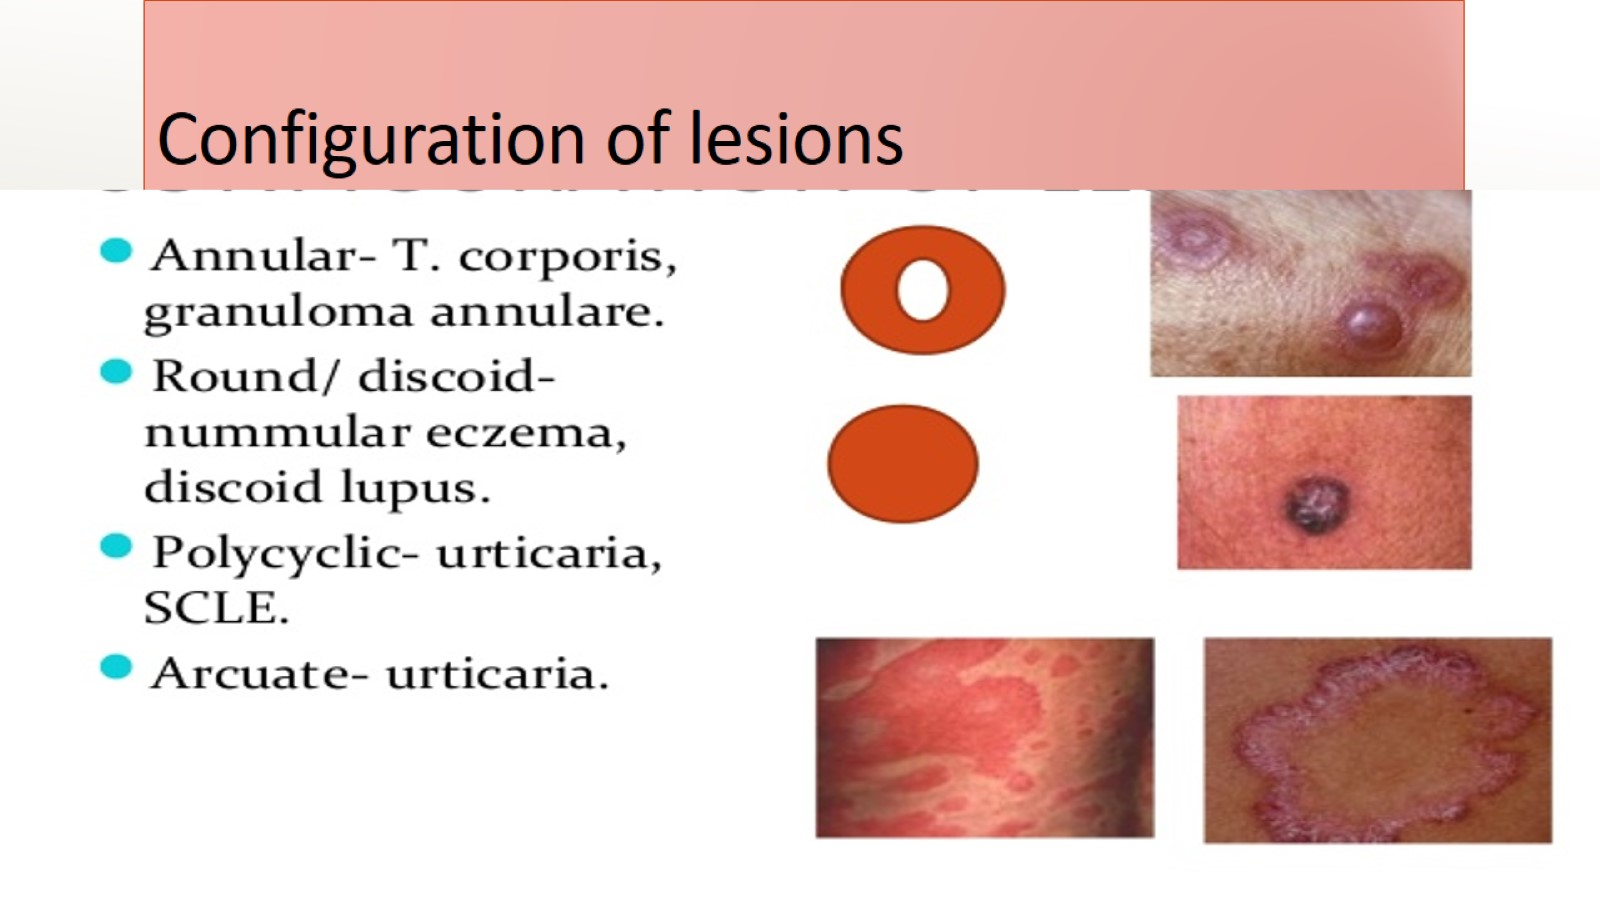 Configuration of lesions
Annular- T. corporis,
granuloma annulare.
Round/ discoid-
nummular eczema,
discoid lupus.
Polycyclic- urticaria,
SCLE.
Arcuate- urticaria.